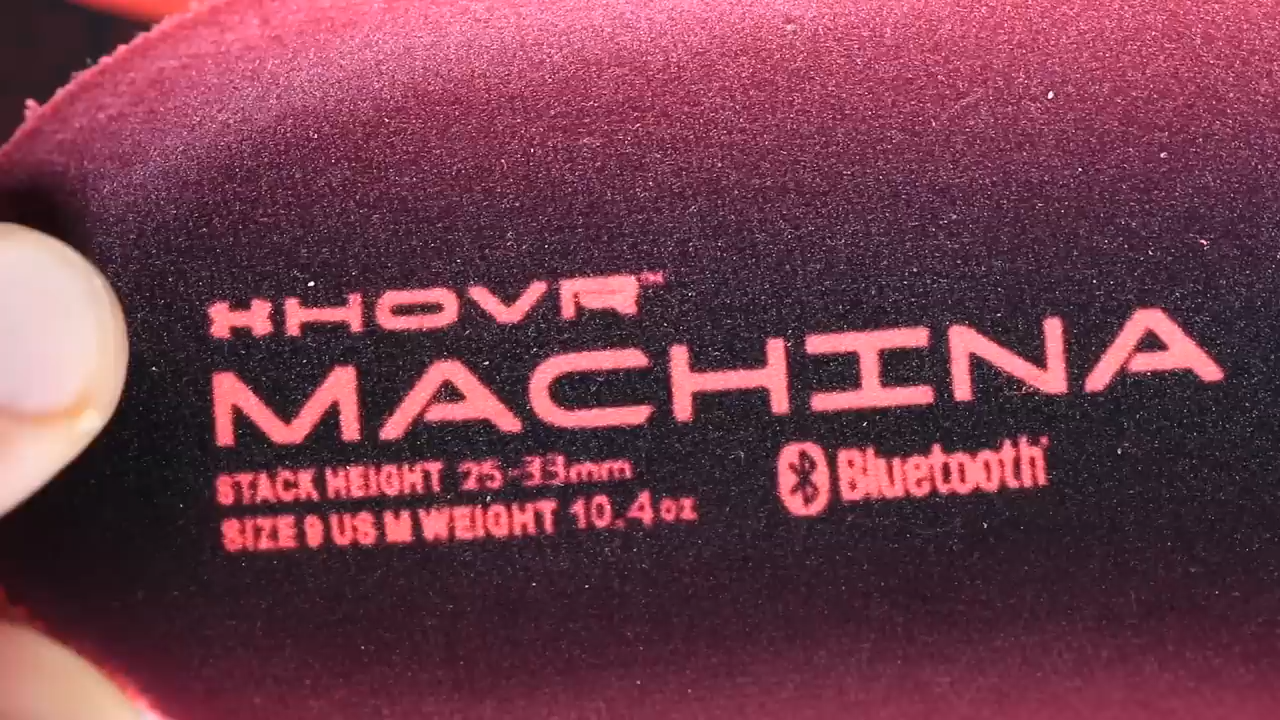 HOVR™
MACHINA
STACK HEIGHT 25-33mm
SIZE 9 US M WEIGHT 10.4oz
Bluetooth®